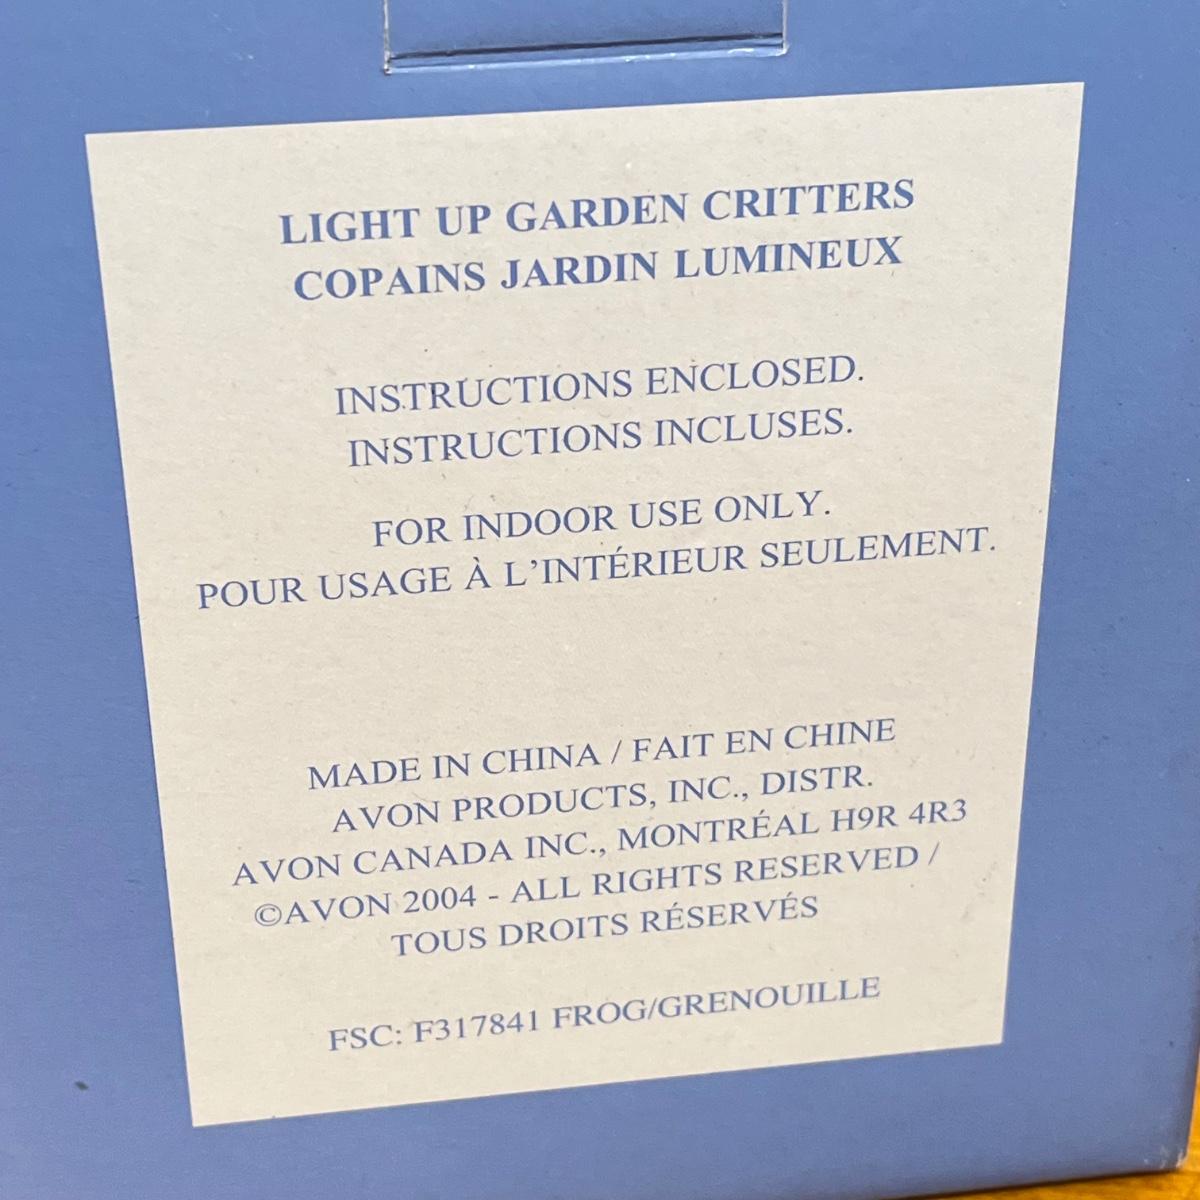 LIGHT UP GARDEN CRITTERS
COPAINS JARDIN LUMINEUX
INSTRUCTIONS ENCLOSED.
INSTRUCTIONS INCLUSES.
FOR INDOOR USE ONLY.
POUR USAGE À L'INTÉRIEUR SEULEMENT.
MADE IN CHINA / FAIT EN CHINE
AVON PRODUCTS, INC., DISTR.
AVON CANADA INC., MONTRÉAL H9R 4R3
©AVON 2004 - ALL RIGHTS RESERVED /
TOUS DROITS RÉSERVÉS
FSC: F317841 FROG/GRENOUILLE